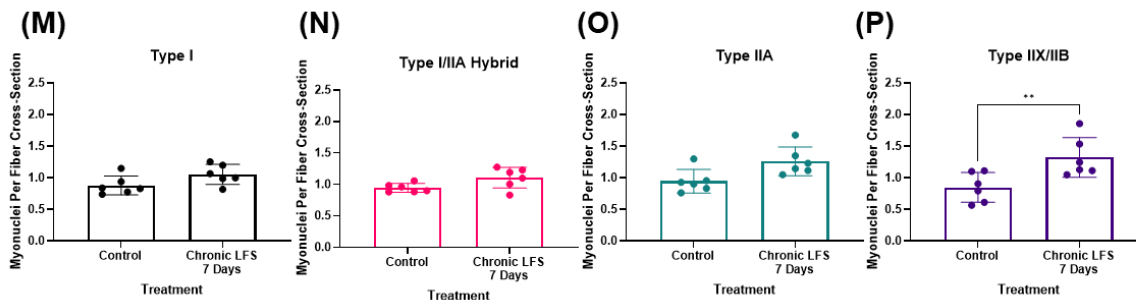 (M)
Type I
Myonuclei Per Fiber Cross-Section
2.5
2.0
1.5
1.0
0.5
0.0
Control
Chronic LFS
7 Days
Treatment
(N)
Type I/IIA Hybrid
Myonuclei Per Fiber Cross-Section
2.5
2.0
1.5
1.0
0.5
0.0
Control
Chronic LFS
7 Days
Treatment
(O)
Type IIA
Myonuclei Per Fiber Cross-Section
2.5
2.0
1.5
1.0
0.5
0.0
Control
Chronic LFS
7 Days
Treatment
(P)
Type IIX/IIB
Myonuclei Per Fiber Cross-Section
2.5
2.0
1.5
1.0
0.5
0.0
**
Control
Chronic LFS
7 Days
Treatment